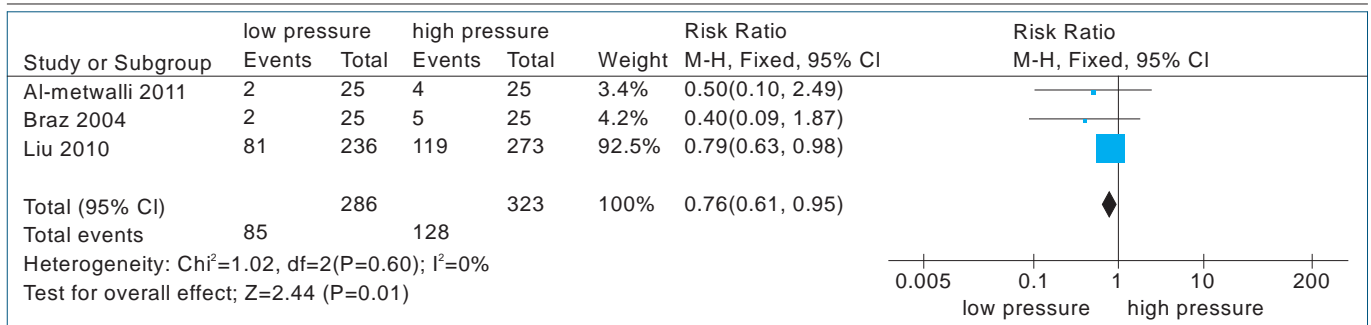 low pressure high pressure Risk Ratio Risk Ratio
Study or Subgroup Events Total Events Total Weight M-H, Fixed, 95% CI M-H, Fixed, 95% CI
Al-metwalli 2011 2 25 4 25 3.4% 0.50(0.10, 2.49)
Braz 2004 2 25 5 25 4.2% 0.40(0.09, 1.87)
Liu 2010 81 236 119 273 92.5% 0.79(0.63, 0.98)
Total (95% CI) 286 323 100% 0.76(0.61, 0.95)
Total events 85 128
Heterogeneity: Chi²=1.02, df=2(P=0.60); I²=0%
Test for overall effect; Z=2.44 (P=0.01)
0.005 0.1 1 10 200
low pressure high pressure